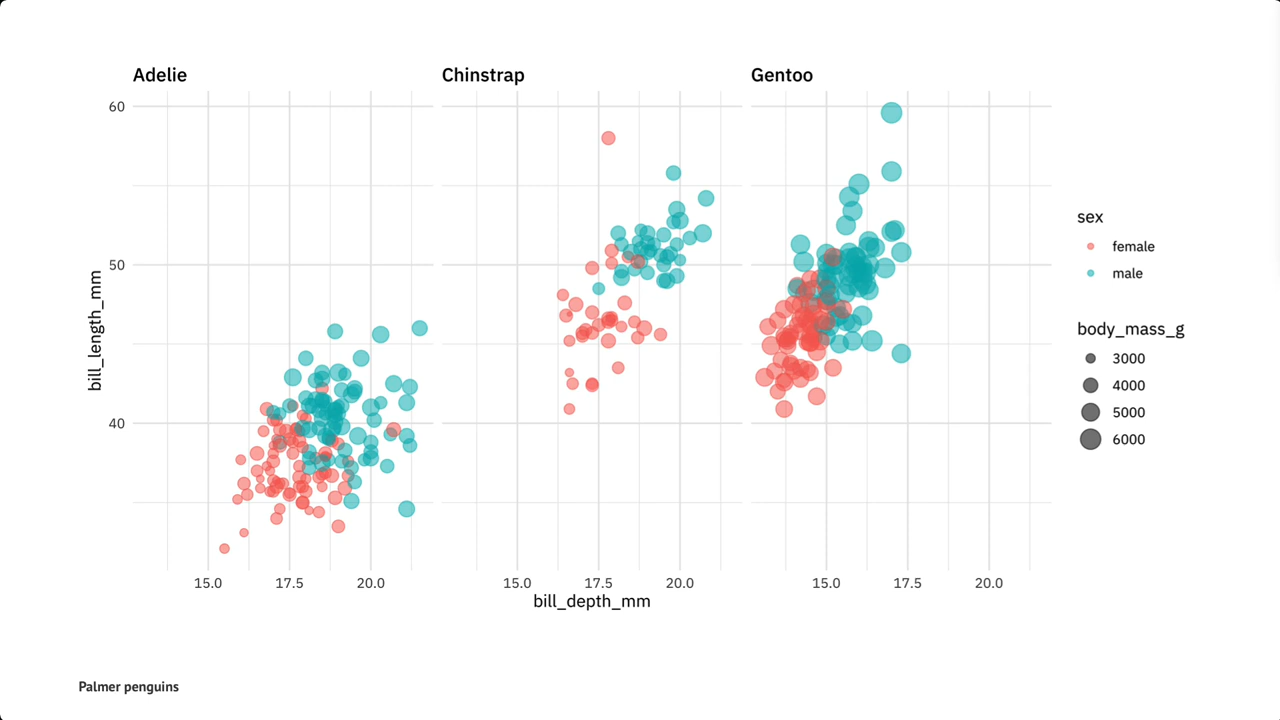 Adelie
Chinstrap
Gentoo
60
50
40
bill_length_mm
15.0 17.5 20.0
15.0 17.5 20.0
15.0 17.5 20.0
bill_depth_mm
sex
female
male
body_mass_g
3000
4000
5000
6000
Palmer penguins